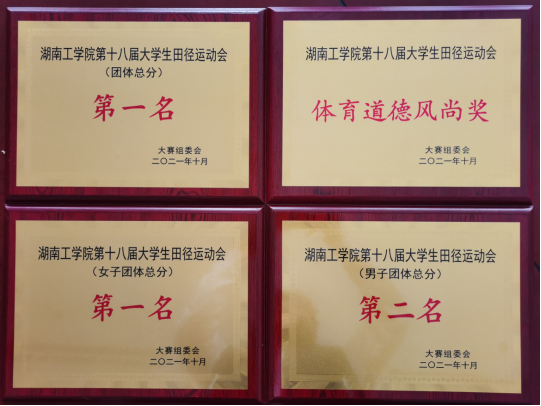 湖南工学院第十八届大学生田径运动会
（团体总分）
第一名
大赛组委会
二〇二一年十月
湖南工学院第十八届大学生田径运动会
体育道德风尚奖
大赛组委会
二〇二一年十月
湖南工学院第十八届大学生田径运动会
（女子团体总分）
第一名
大赛组委会
二〇二一年十月
湖南工学院第十八届大学生田径运动会
（男子团体总分）
第二名
大赛组委会
二〇二一年十月